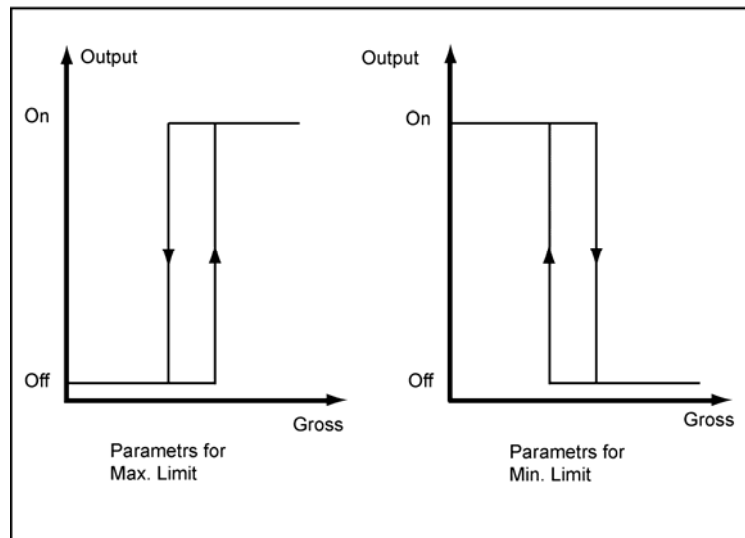 Output
On
Off
Gross
Parametrs for
Max. Limit
Output
On
Off
Gross
Parametrs for
Min. Limit